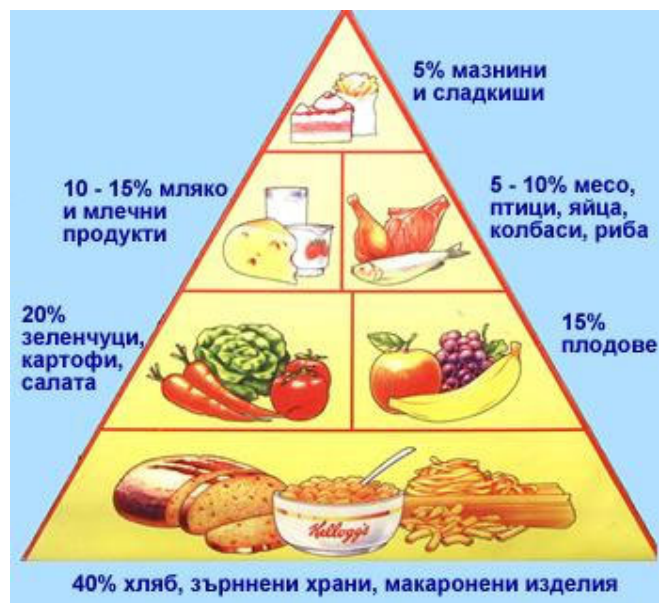 5% мазнини
и сладкиши
10 - 15% мляко
и млечни
продукти
5 - 10% месо,
птици, яйца,
колбаси, риба
20%
зеленчуци,
картофи,
салата
15%
плодове
Kellogg's
40% хляб, зърннени храни, макаронени изделия